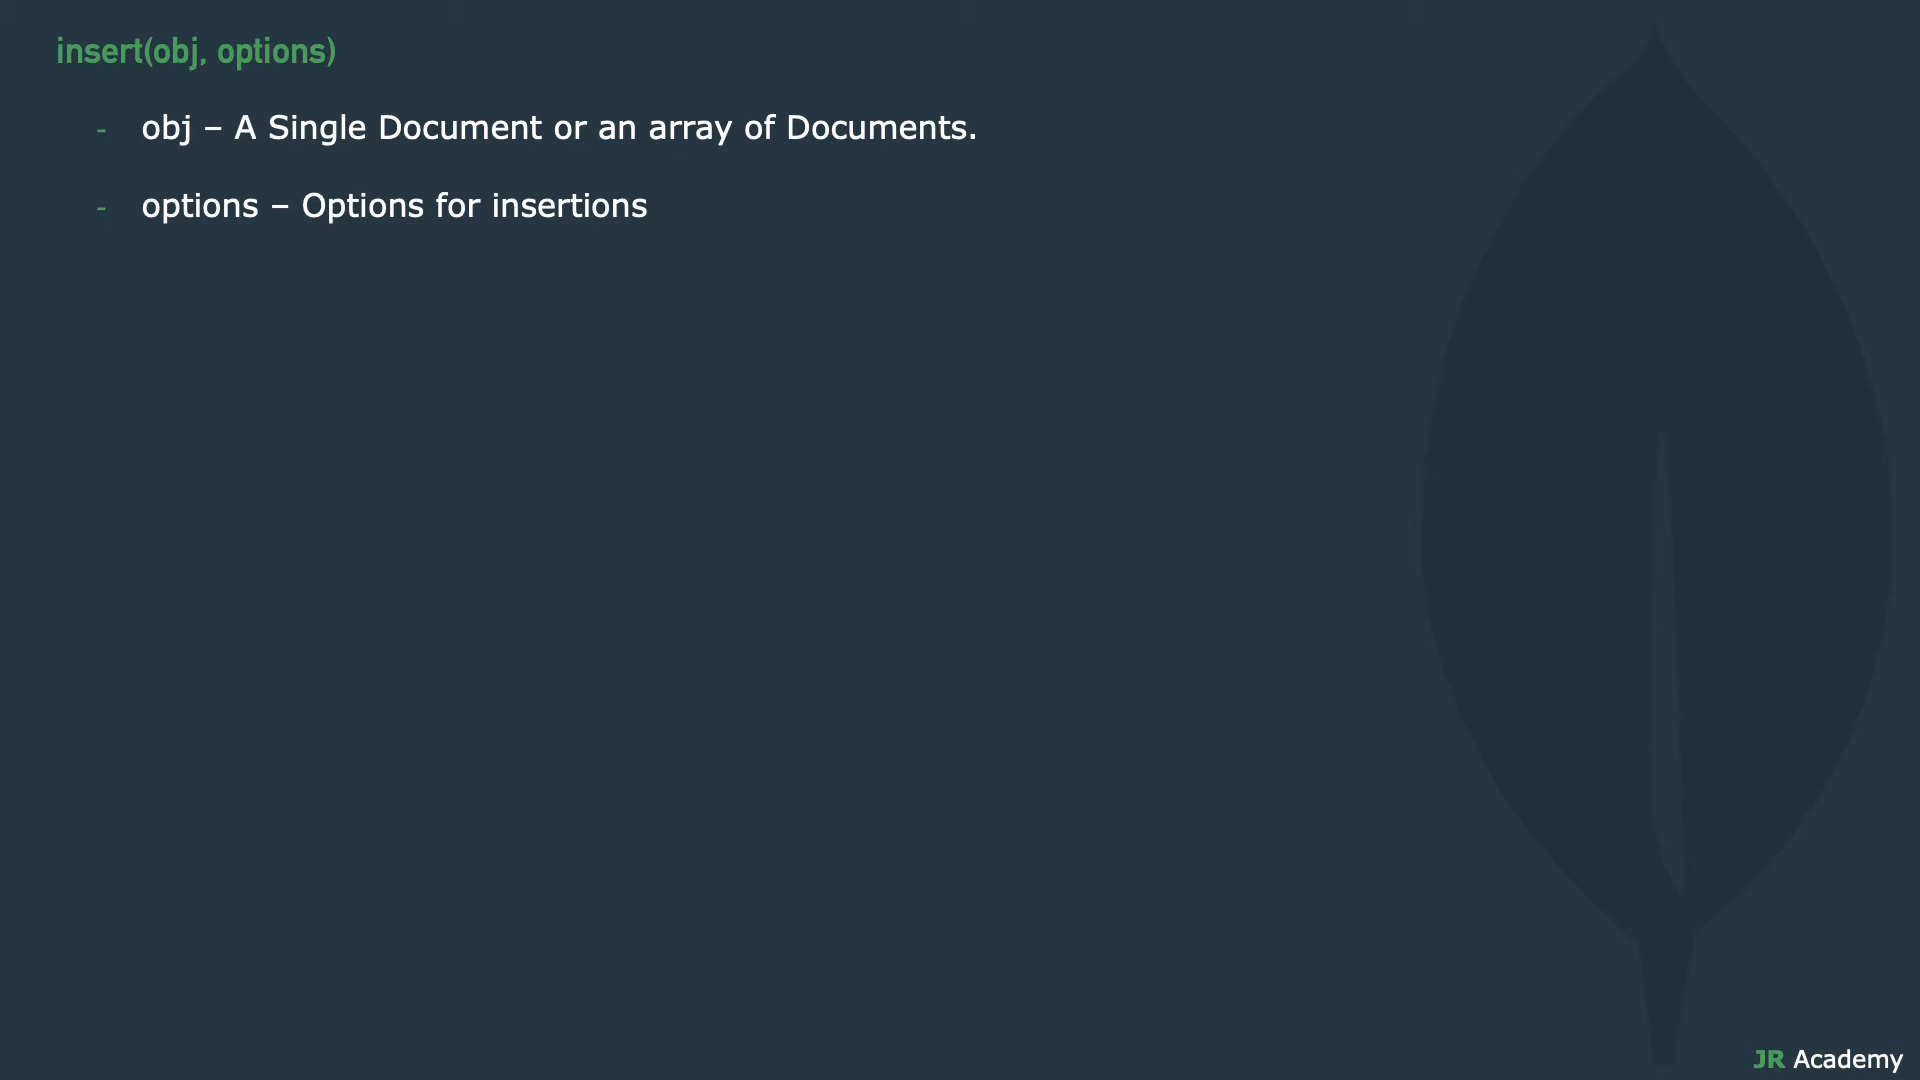 insert(obj, options)
- obj – A Single Document or an array of Documents.
- options – Options for insertions
JR Academy